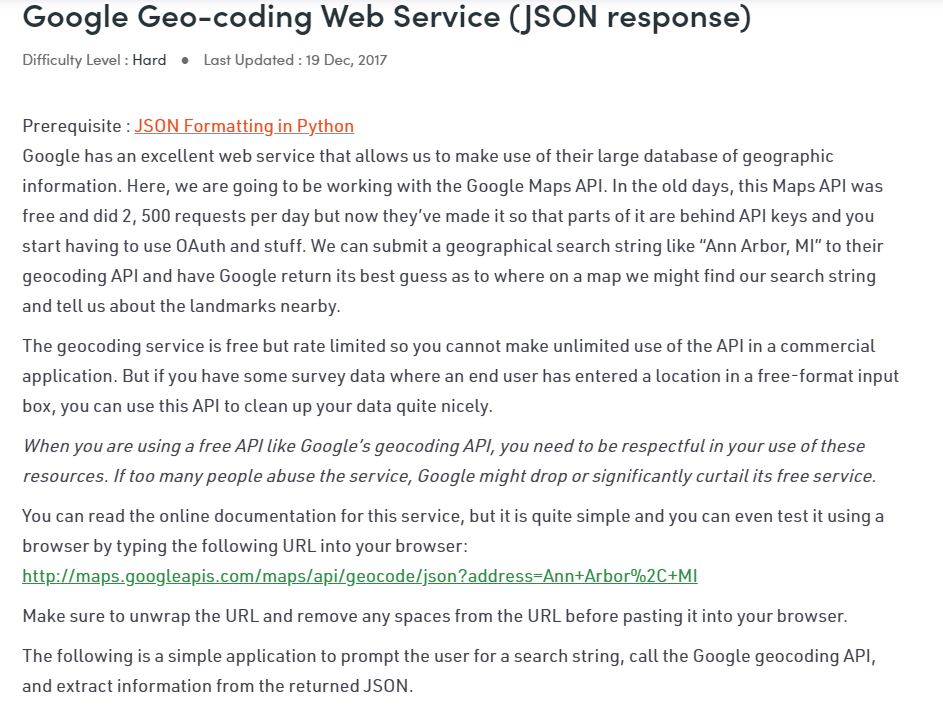 Google Geo-coding Web Service (JSON response)
Difficulty Level : Hard ● Last Updated : 19 Dec, 2017
Prerequisite : JSON Formatting in Python
Google has an excellent web service that allows us to make use of their large database of geographic
information. Here, we are going to be working with the Google Maps API. In the old days, this Maps API was
free and did 2, 500 requests per day but now they’ve made it so that parts of it are behind API keys and you
start having to use OAuth and stuff. We can submit a geographical search string like “Ann Arbor, MI” to their
geocoding API and have Google return its best guess as to where on a map we might find our search string
and tell us about the landmarks nearby.
The geocoding service is free but rate limited so you cannot make unlimited use of the API in a commercial
application. But if you have some survey data where an end user has entered a location in a free-format input
box, you can use this API to clean up your data quite nicely.
When you are using a free API like Google’s geocoding API, you need to be respectful in your use of these
resources. If too many people abuse the service, Google might drop or significantly curtail its free service.
You can read the online documentation for this service, but it is quite simple and you can even test it using a
browser by typing the following URL into your browser:
http://maps.googleapis.com/maps/api/geocode/json?address=Ann+Arbor%2C+MI
Make sure to unwrap the URL and remove any spaces from the URL before pasting it into your browser.
The following is a simple application to prompt the user for a search string, call the Google geocoding API,
and extract information from the returned JSON.